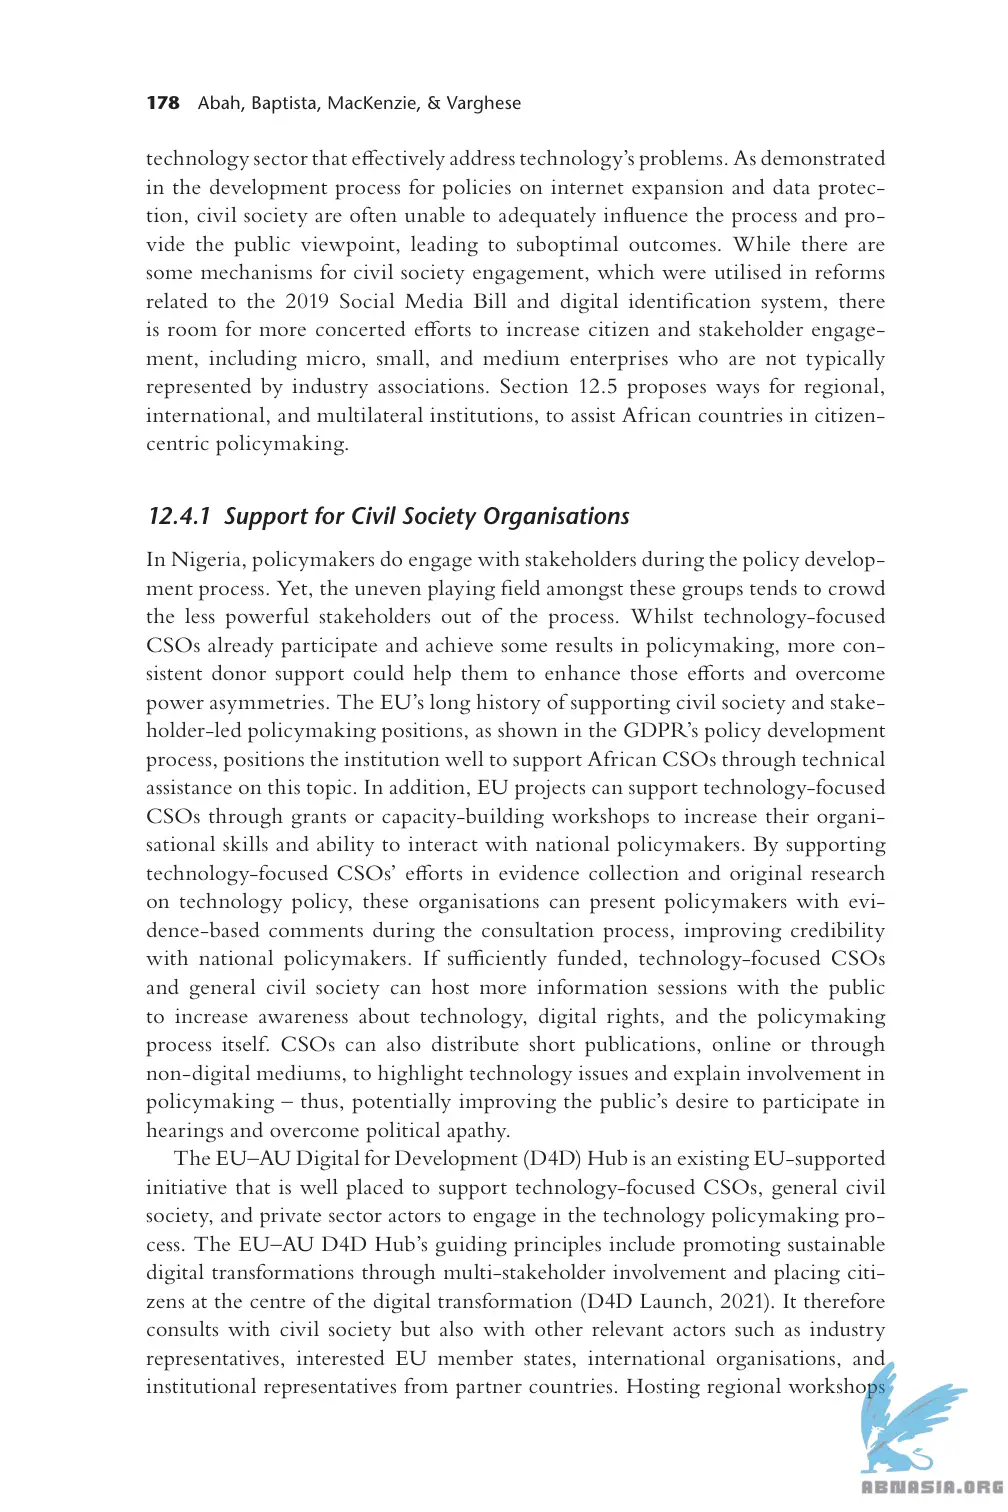 178 Abah, Baptista, MacKenzie, & Varghese
technology sector that effectively address technology's problems. As demonstrated
in the development process for policies on internet expansion and data protec-
tion, civil society are often unable to adequately influence the process and pro-
vide the public viewpoint, leading to suboptimal outcomes. While there are
some mechanisms for civil society engagement, which were utilised in reforms
related to the 2019 Social Media Bill and digital identification system, there
is room for more concerted efforts to increase citizen and stakeholder engage-
ment, including micro, small, and medium enterprises who are not typically
represented by industry associations. Section 12.5 proposes ways for regional,
international, and multilateral institutions, to assist African countries in citizen-
centric policymaking.
12.4.1 Support for Civil Society Organisations
In Nigeria, policymakers do engage with stakeholders during the policy develop-
ment process. Yet, the uneven playing field amongst these groups tends to crowd
the less powerful stakeholders out of the process. Whilst technology-focused
CSOs already participate and achieve some results in policymaking, more con-
sistent donor support could help them to enhance those efforts and overcome
power asymmetries. The EU's long history of supporting civil society and stake-
holder-led policymaking positions, as shown in the GDPR's policy development
process, positions the institution well to support African CSOs through technical
assistance on this topic. In addition, EU projects can support technology-focused
CSOs through grants or capacity-building workshops to increase their organi-
sational skills and ability to interact with national policymakers. By supporting
technology-focused CSOs' efforts in evidence collection and original research
on technology policy, these organisations can present policymakers with evi-
dence-based comments during the consultation process, improving credibility
with national policymakers. If sufficiently funded, technology-focused CSOs
and general civil society can host more information sessions with the public
to increase awareness about technology, digital rights, and the policymaking
process itself. CSOs can also distribute short publications, online or through
non-digital mediums, to highlight technology issues and explain involvement in
policymaking – thus, potentially improving the public's desire to participate in
hearings and overcome political apathy.
The EU–AU Digital for Development (D4D) Hub is an existing EU-supported
initiative that is well placed to support technology-focused CSOs, general civil
society, and private sector actors to engage in the technology policymaking pro-
cess. The EU–AU D4D Hub's guiding principles include promoting sustainable
digital transformations through multi-stakeholder involvement and placing citi-
zens at the centre of the digital transformation (D4D Launch, 2021). It therefore
consults with civil society but also with other relevant actors such as industry
representatives, interested EU member states, international organisations, and
institutional representatives from partner countries. Hosting regional workshops
ABNASIA.ORG